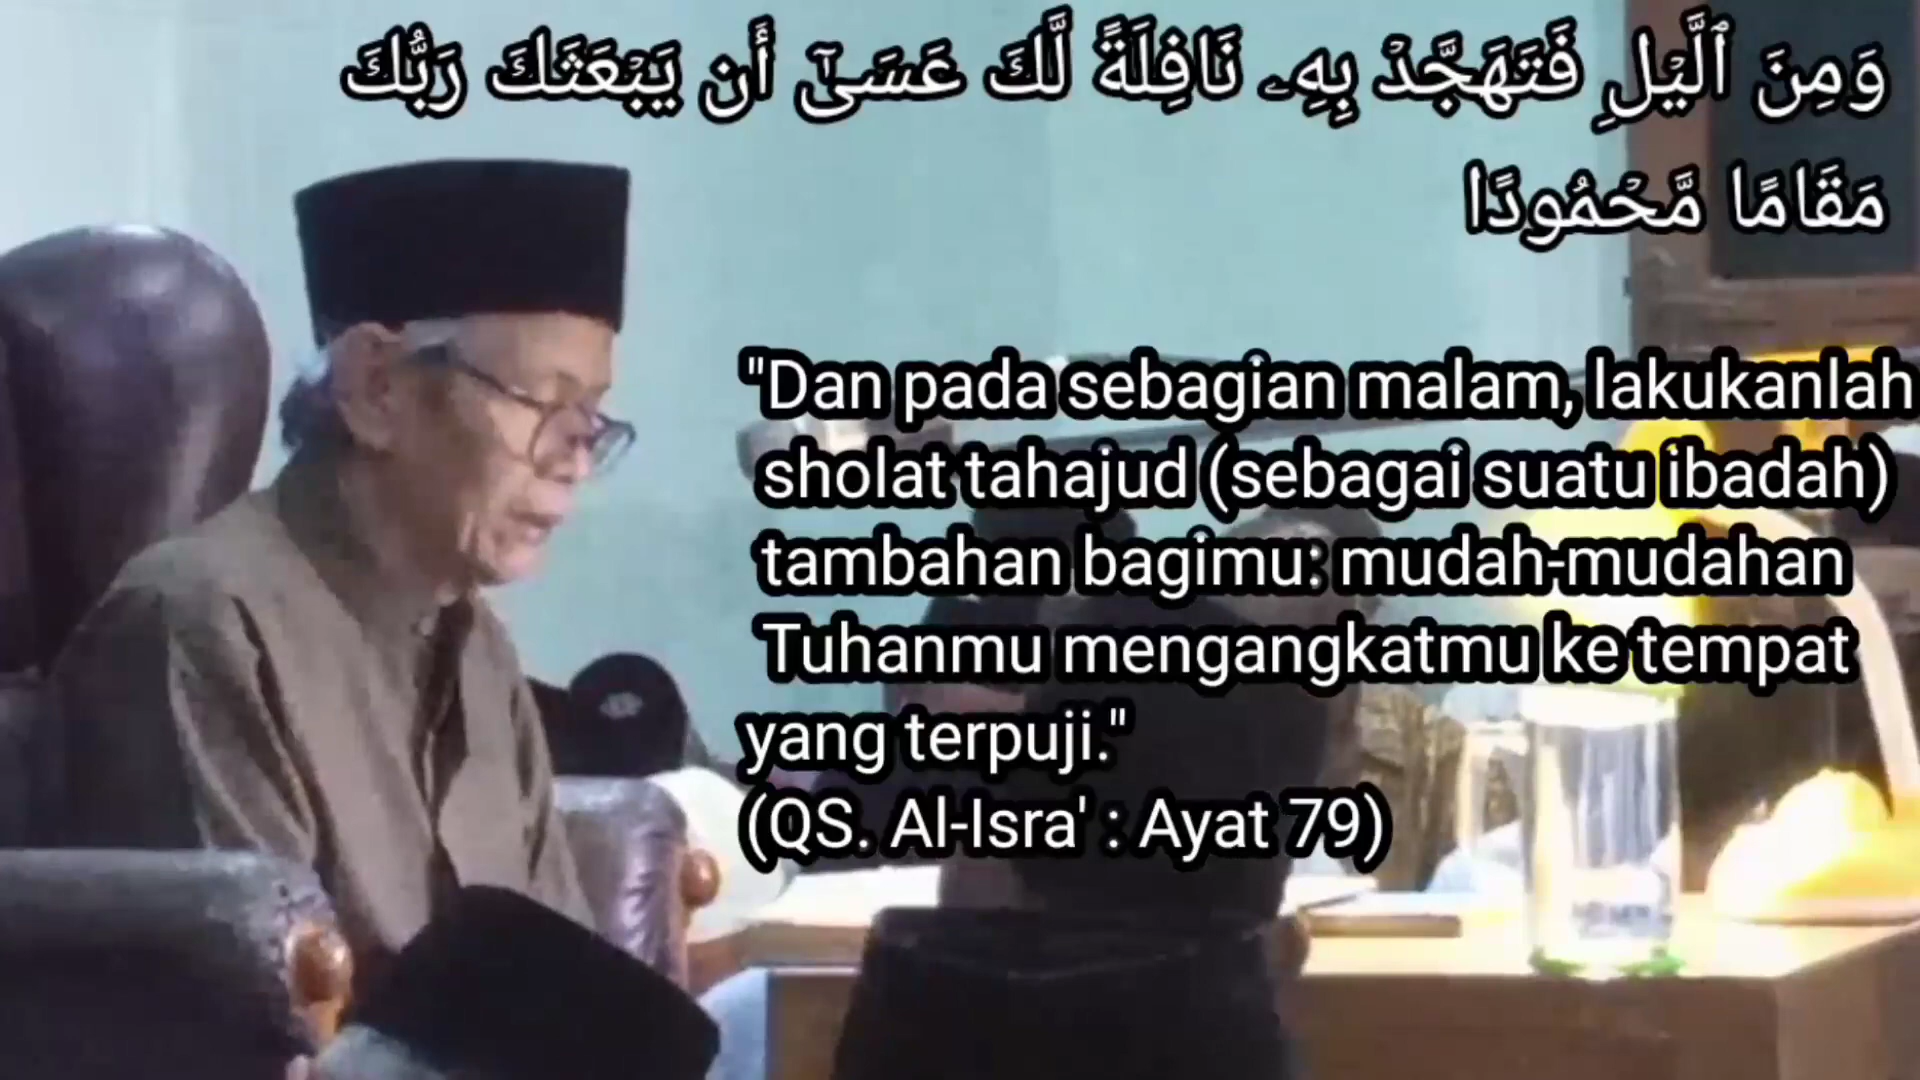 وَمِنَ ٱلَّيۡلِ فَتَهَجَّدۡ بِهِۦ نَافِلَةٗ لَّكَ عَسَىٰٓ أَن يَبۡعَثَكَ رَبُّكَ
مَقَامٗا مَّحۡمُودٗا
"Dan pada sebagian malam, lakukanlah
sholat tahajud (sebagai suatu ibadah)
tambahan bagimu: mudah-mudahan
Tuhanmu mengangkatmu ke tempat
yang terpuji."
(QS. Al-Isra' : Ayat 79)